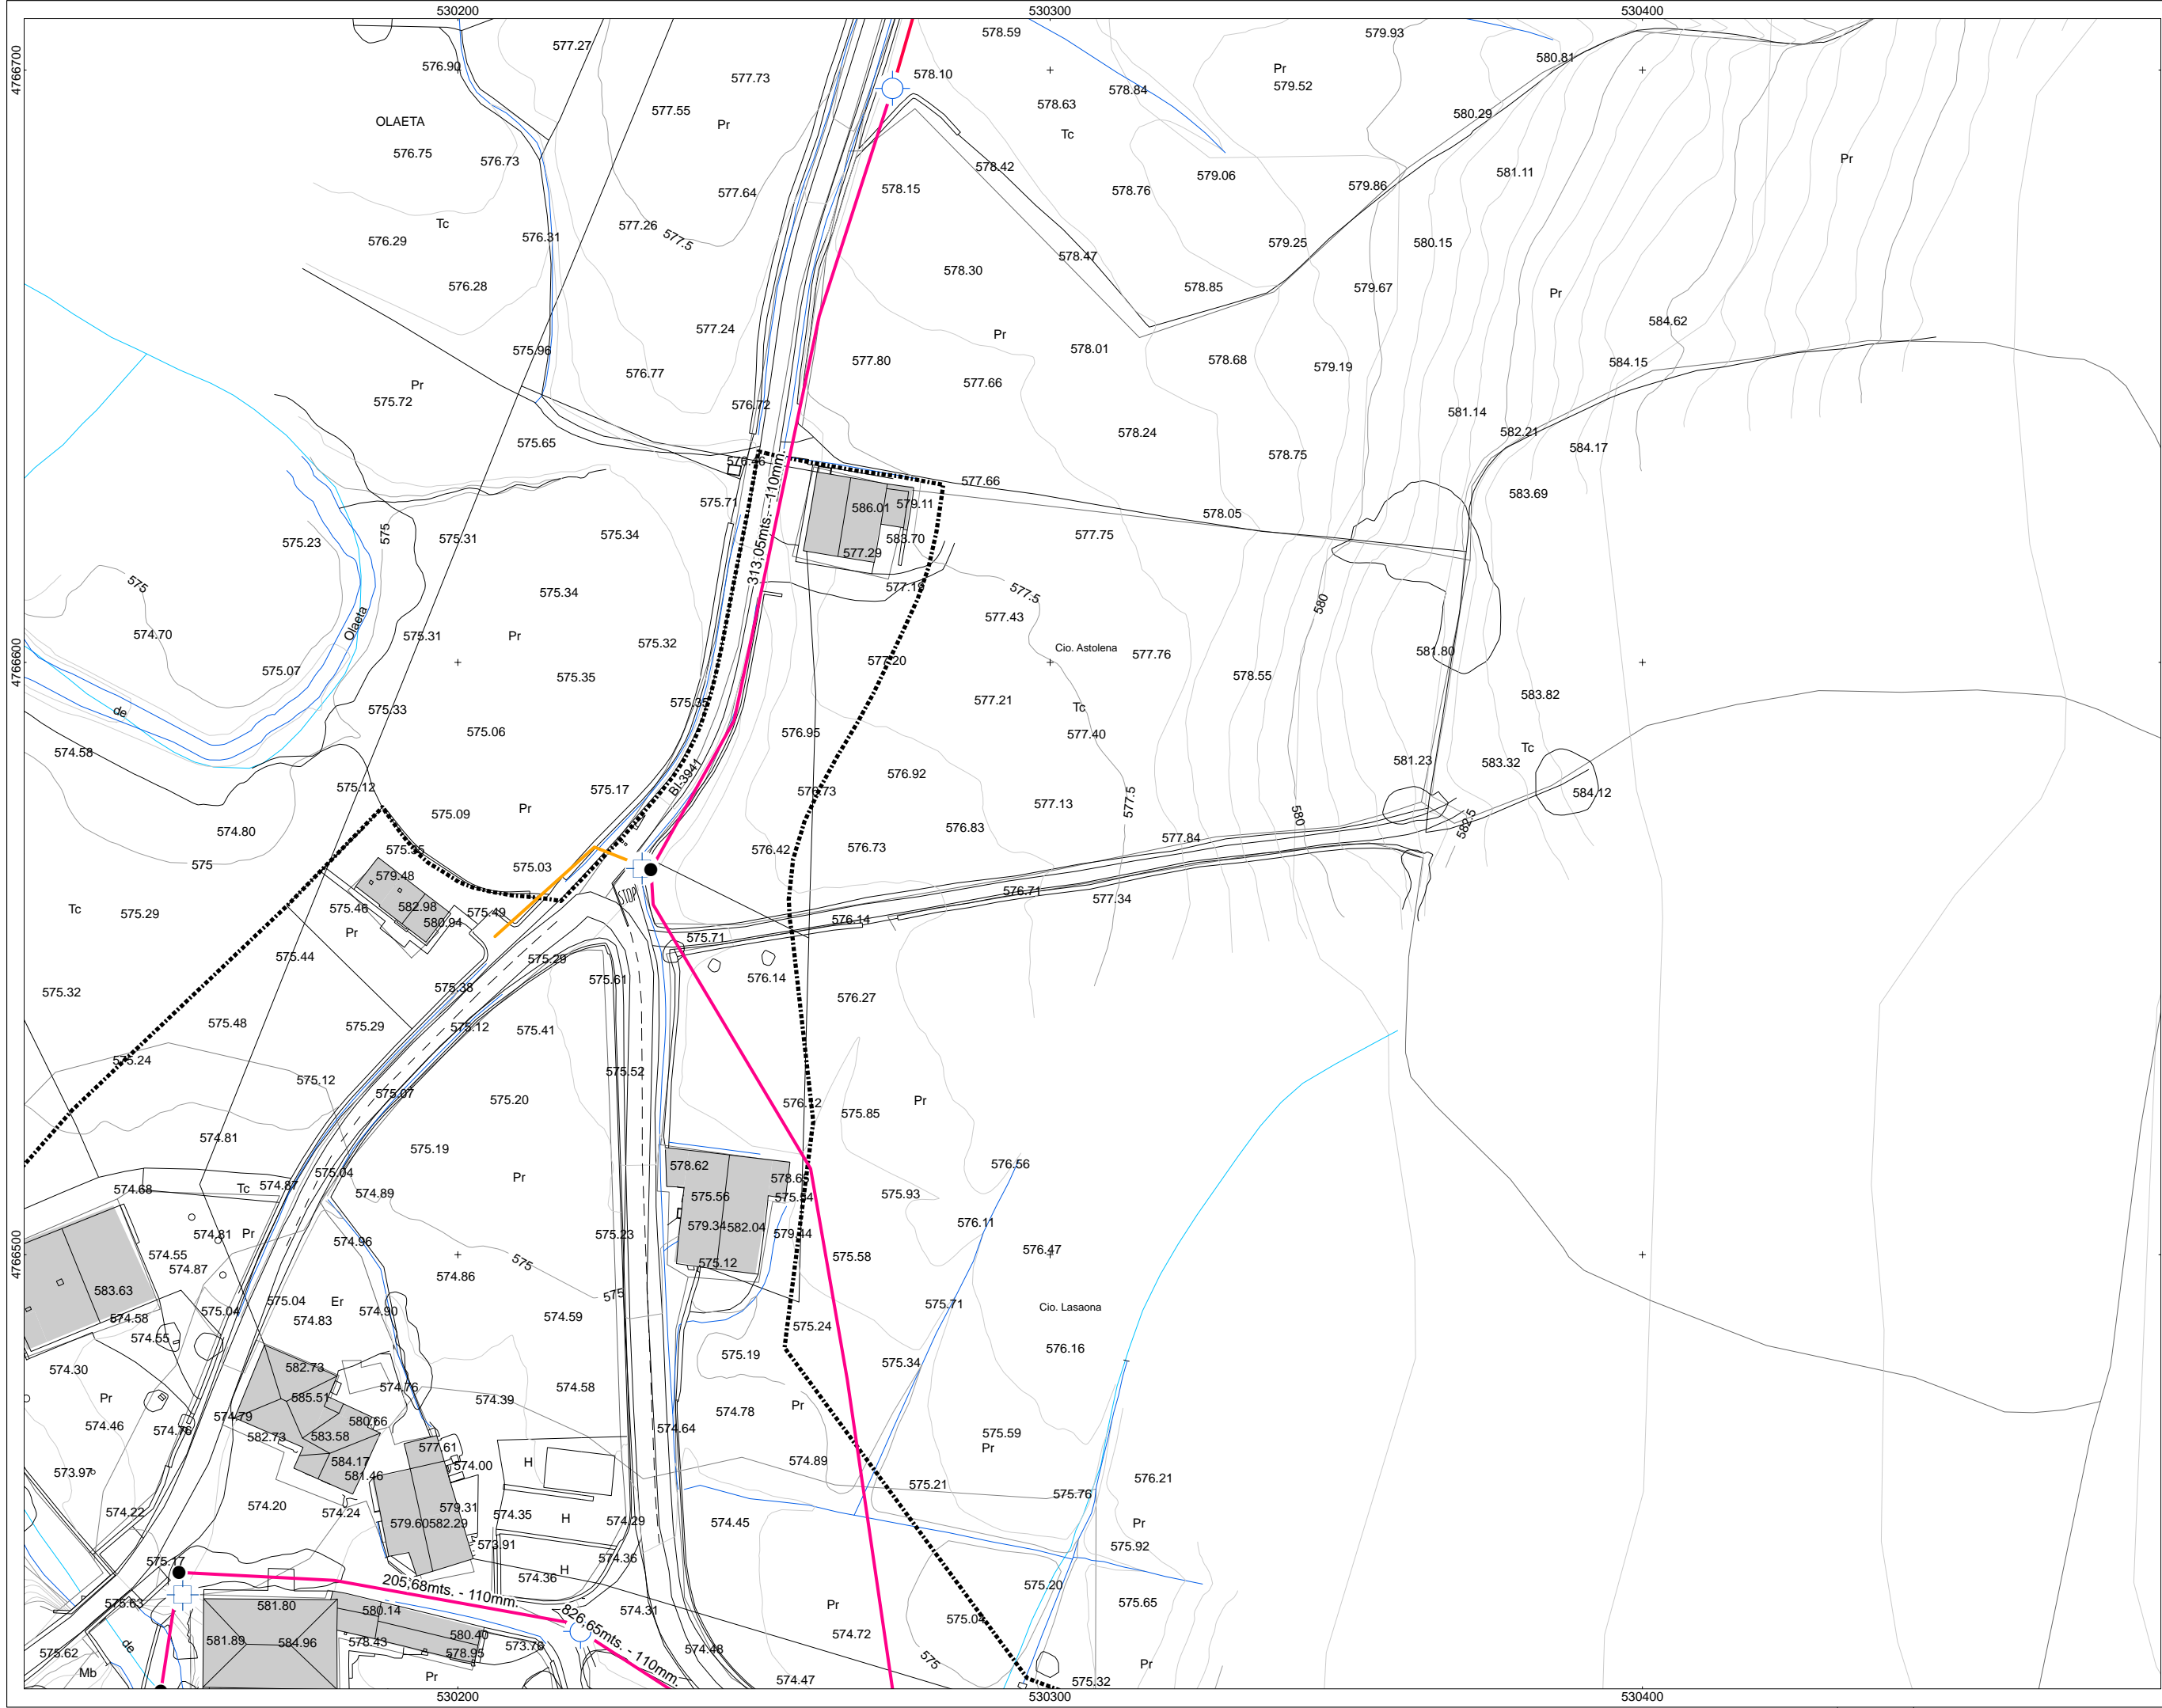 530200 530300 530400
4766700
4766600
4766500
577.27 578.59 579.93
576.90 577.73 578.10 Pr 580.81
578.84 579.52
577.55 578.63 580.29
OLAETA Pr Tc
576.75 576.73 578.42 Pr
579.06 581.11
577.64 578.15 578.76 579.86
Tc 577.26
576.29 576.31 577.5 579.25 580.15
578.47
578.30
576.28 578.85 579.67 Pr
577.24 584.62
Pr
575.96 577.80 578.01 578.68 584.15
576.77 579.19
Pr 577.66
575.72 576.72 581.14
575.65 578.24 582.21
584.17
576.46 578.75
577.66
575.71 586.01 579.11 583.69
578.05
575.23 575 575.31 575.34 583.70 577.75
313,05mts. - 110mm.
577.29
575 575.34 577.19 577.5
580
574.70 Olaeta 575.31 Pr 577.43
575.32 Cio. Astolena 581.80
575.07 577.20 577.76
575.35 578.55
583.82
de 575.33 575.35 577.21 Tc
574.58 575.06 576.95 577.40 Tc
BI-3941 576.92 581.23 583.32
575.12 575.17 576.73 577.5 584.12
575.09 Pr 577.13 580
574.80 576.83 577.84 582.5
575 575.35 575.03 576.42 576.73
579.48
STOP 576.71 577.34
Tc 575.29 575.46 582.98 575.49 576.14
Pr 580.94 575.71
575.44 575.29
575.32 575.38 575.61 576.14 576.27
575.48 575.29 575.12 575.41
575.24 575.12 575.52
575.07 575.20 576.12 575.85 Pr
574.81 575.19
575.04 Pr 578.62 576.56
574.68 Tc 574.87 574.89 578.65
575.56 575.54 575.93
574.81 Pr 574.96 575.23 579.34 582.04 579.44 576.11
574.55 575 575.58 576.47
574.87 574.86 575.12
583.63 575.04 575.04 Er 574.90 575 575.71 Cio. Lasaona
574.58 574.83 574.59
574.55 575.24
575.19 576.16
574.30 582.73 575.34
Pr 585.51 574.76 574.39 574.58
574.46 574.76 574.79 580.66 574.78 Pr
582.73 583.58 577.61 574.64 575.59
Pr
573.97 584.17 574.00 H 574.89
581.46 575.21 576.21
574.22 574.20 574.24 579.31 574.35 575.76
579.60 582.29 H 574.29 574.45 Pr
573.91 575.92
575.17 574.36
574.36 H
575.63 205,68mts. - 110mm. 575.20
581.80 580.14 826,65mts. - 110mm. 574.31 Pr 575.04 575.65
581.89 584.96 578.43 580.40 574.72
575.62 de 578.95 573.76 574.48 575
Mb Pr 574.47 575.32 Pr
530200 530300 530400